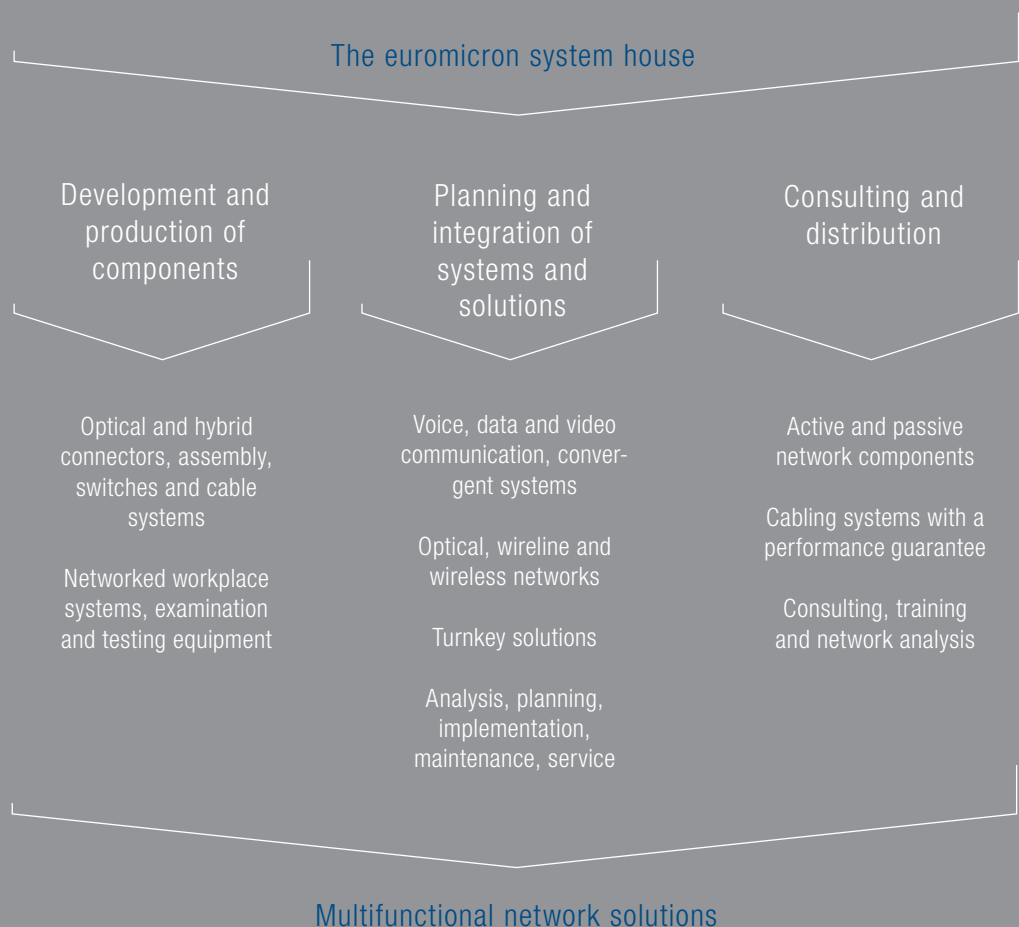 The euromicron system house
Development and
production of
components
Planning and
integration of
systems and
solutions
Consulting and
distribution
Optical and hybrid
connectors, assembly,
switches and cable
systems
Networked workplace
systems, examination
and testing equipment
Voice, data and video
communication, conver-
gent systems
Optical, wireline and
wireless networks
Turnkey solutions
Analysis, planning,
implementation,
maintenance, service
Active and passive
network components
Cabling systems with a
performance guarantee
Consulting, training
and network analysis
Multifunctional network solutions